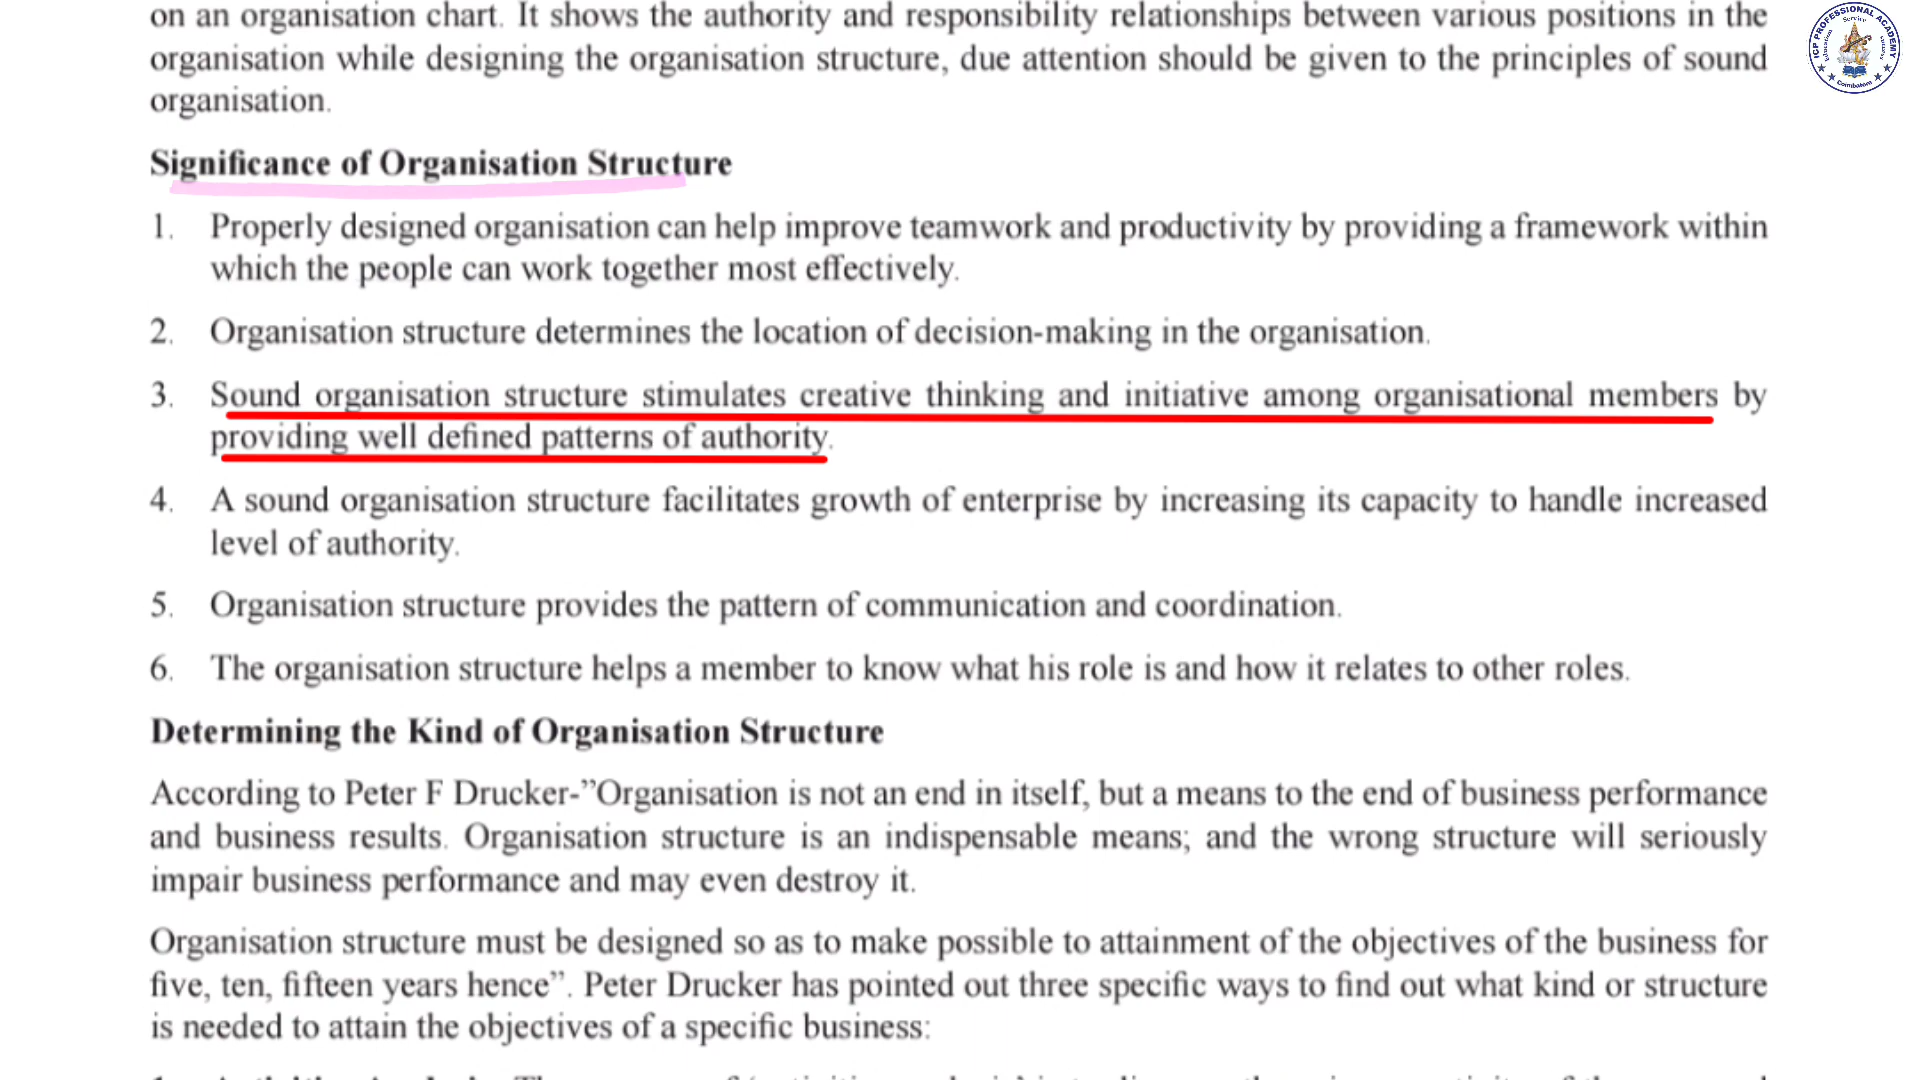 on an organisation chart. It shows the authority and responsibility relationships between various positions in the
organisation while designing the organisation structure, due attention should be given to the principles of sound
organisation.
Significance of Organisation Structure
1. Properly designed organisation can help improve teamwork and productivity by providing a framework within
which the people can work together most effectively.
2. Organisation structure determines the location of decision-making in the organisation.
3. Sound organisation structure stimulates creative thinking and initiative among organisational members by
providing well defined patterns of authority.
4. A sound organisation structure facilitates growth of enterprise by increasing its capacity to handle increased
level of authority.
5. Organisation structure provides the pattern of communication and coordination.
6. The organisation structure helps a member to know what his role is and how it relates to other roles.
Determining the Kind of Organisation Structure
According to Peter F Drucker-”Organisation is not an end in itself, but a means to the end of business performance
and business results. Organisation structure is an indispensable means; and the wrong structure will seriously
impair business performance and may even destroy it.
Organisation structure must be designed so as to make possible to attainment of the objectives of the business for
five, ten, fifteen years hence”. Peter Drucker has pointed out three specific ways to find out what kind or structure
is needed to attain the objectives of a specific business:
PROFESSIONAL ACADEMY
Service
Education
Coimbatore